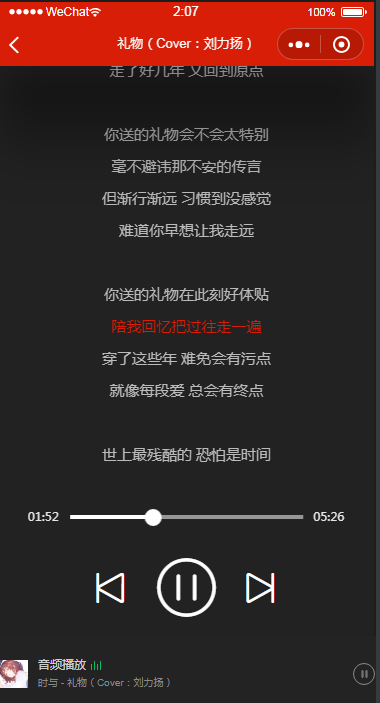 WeChat
2:07
100%
礼物（Cover：刘力扬）
走了好几年 又回到原点
你送的礼物会不会太特别
毫不避讳那不安的传言
但渐行渐远 习惯到没感觉
难道你早想让我走远
你送的礼物在此刻好体贴
陪我回忆把过往走一遍
穿了这些年 难免会有污点
就像每段爱 总会有终点
世上最残酷的 恐怕是时间
01:52
05:26
音频播放
时与 - 礼物（Cover：刘力扬）